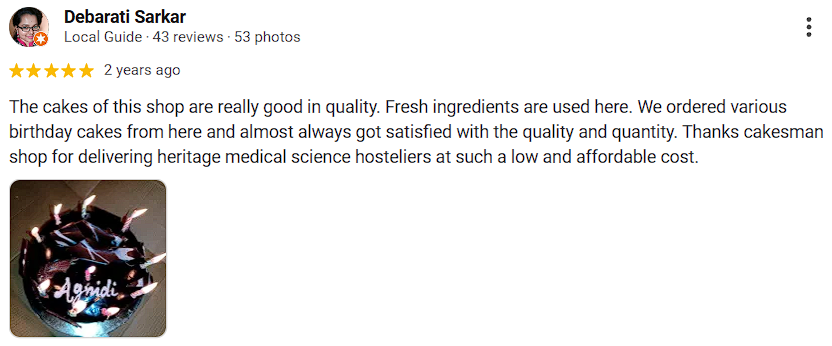 Debarati Sarkar
Local Guide · 43 reviews · 53 photos
2 years ago
The cakes of this shop are really good in quality. Fresh ingredients are used here. We ordered various
birthday cakes from here and almost always got satisfied with the quality and quantity. Thanks cakesman
shop for delivering heritage medical science hosteliers at such a low and affordable cost.
Agnidi